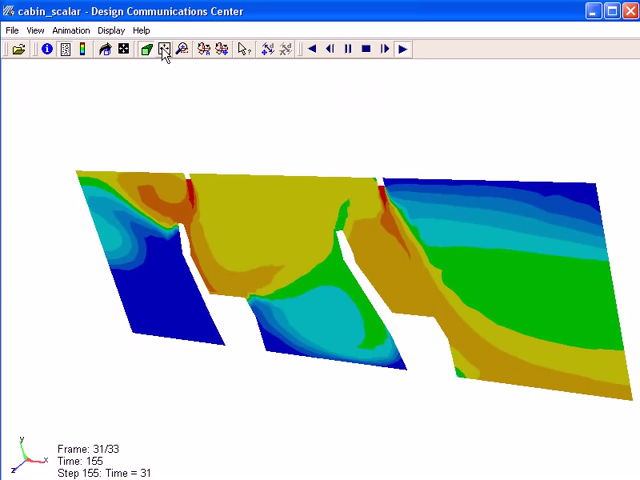 cabin_scalar - Design Communications Center
File View Animation Display Help
y
x
z
Frame: 31/33
Time: 155
Step 155: Time = 31